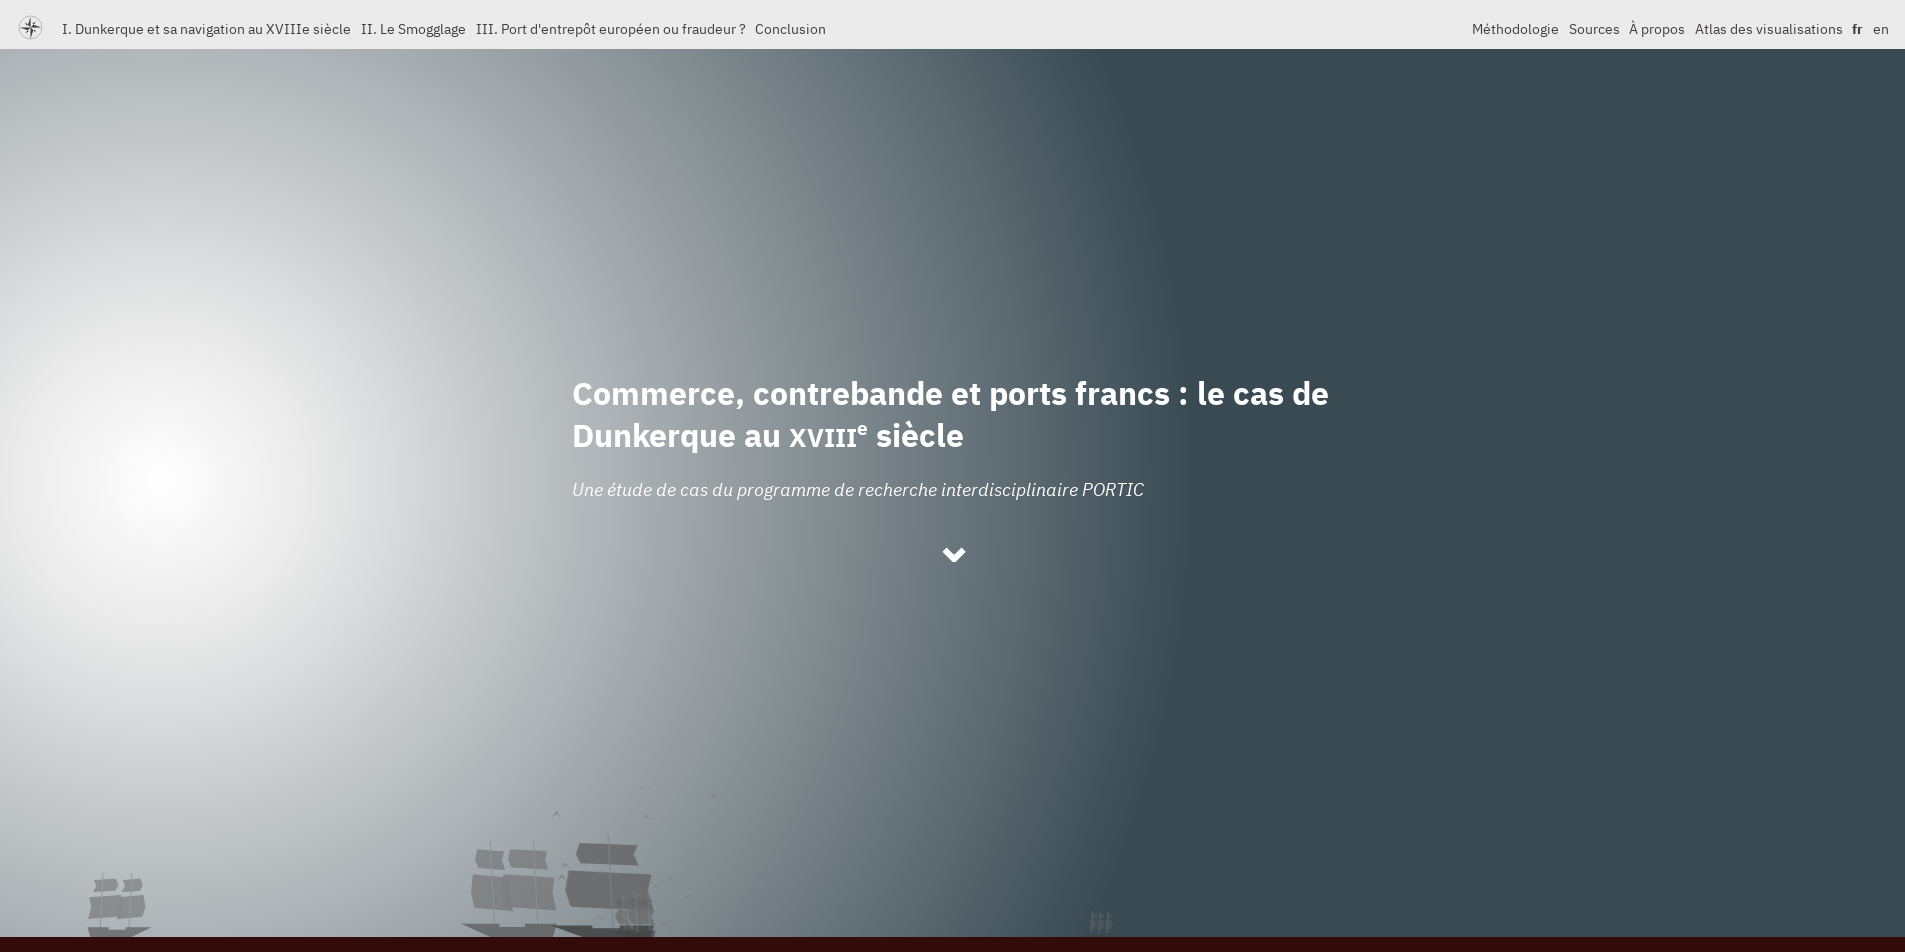 I. Dunkerque et sa navigation au XVIIIe siècle II. Le Smogglage III. Port d'entrepôt européen ou fraudeur ? Conclusion Méthodologie Sources À propos Atlas des visualisations fr en
Commerce, contrebande et ports francs : le cas de
Dunkerque au XVIIIe siècle
Une étude de cas du programme de recherche interdisciplinaire PORTIC